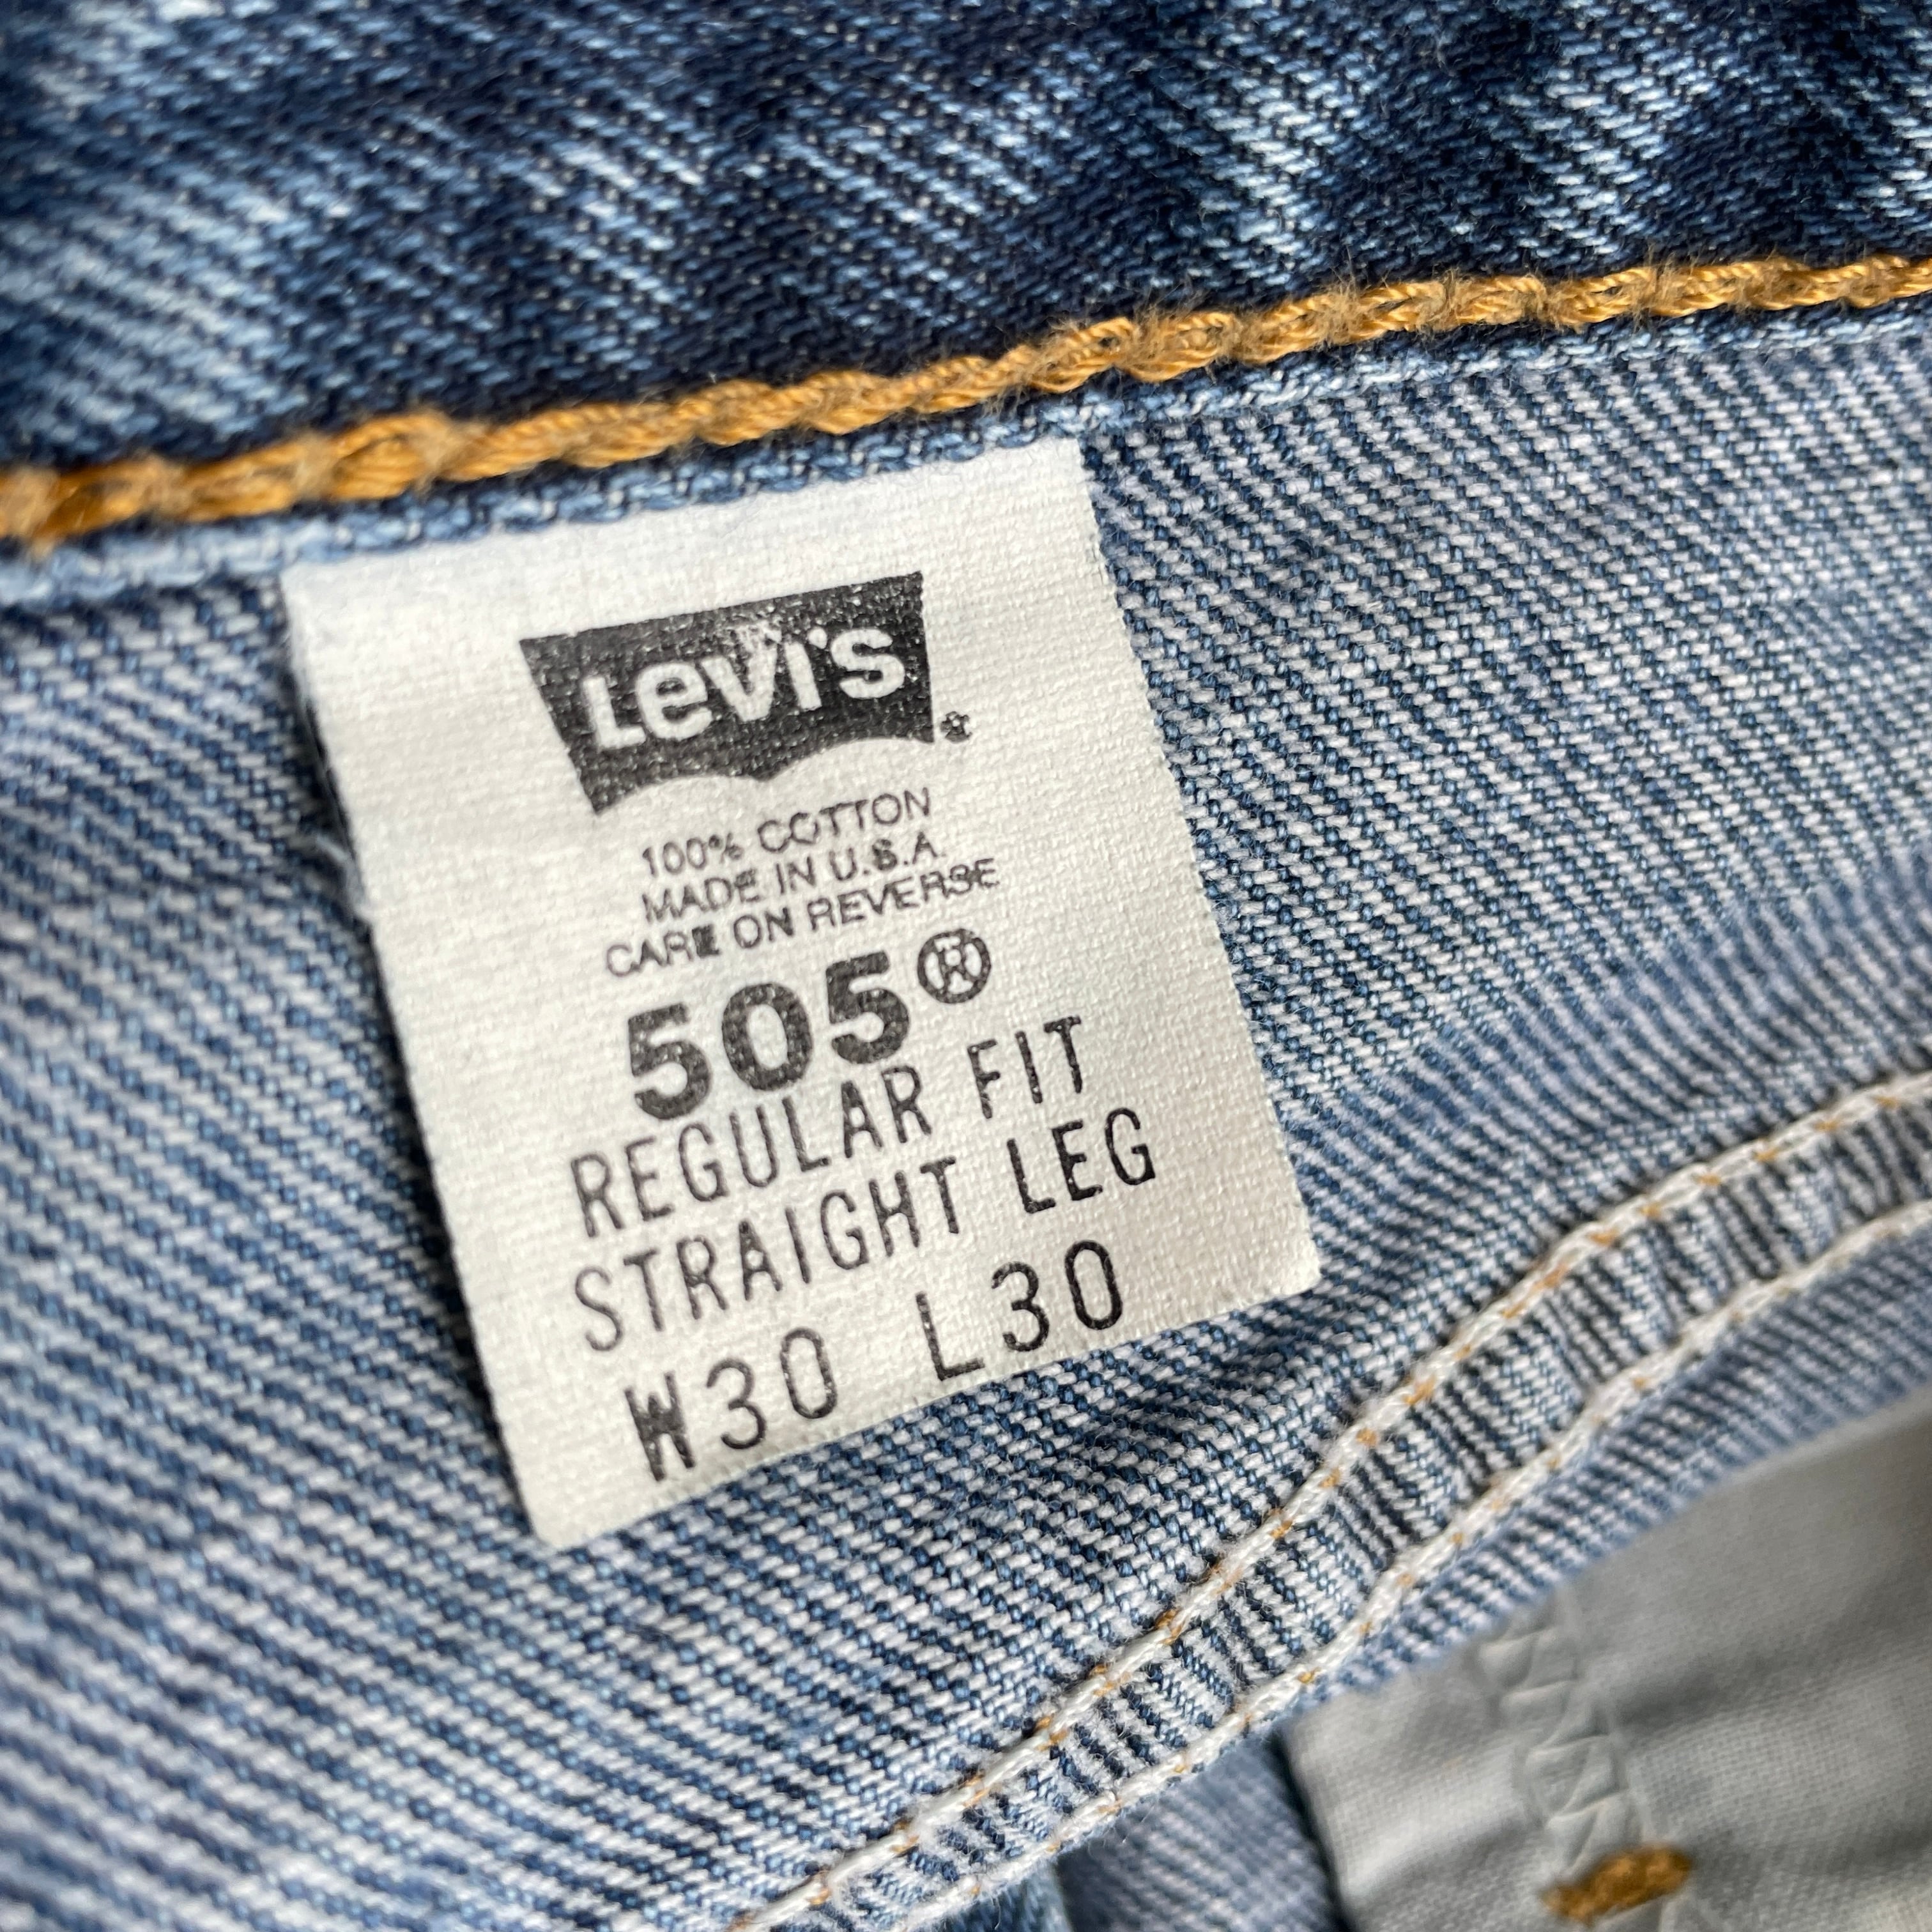 Levi's ®
100% COTTON
MADE IN U.S.A.
CARE ON REVERSE
505®
REGULAR FIT
STRAIGHT LEG
W30 L30